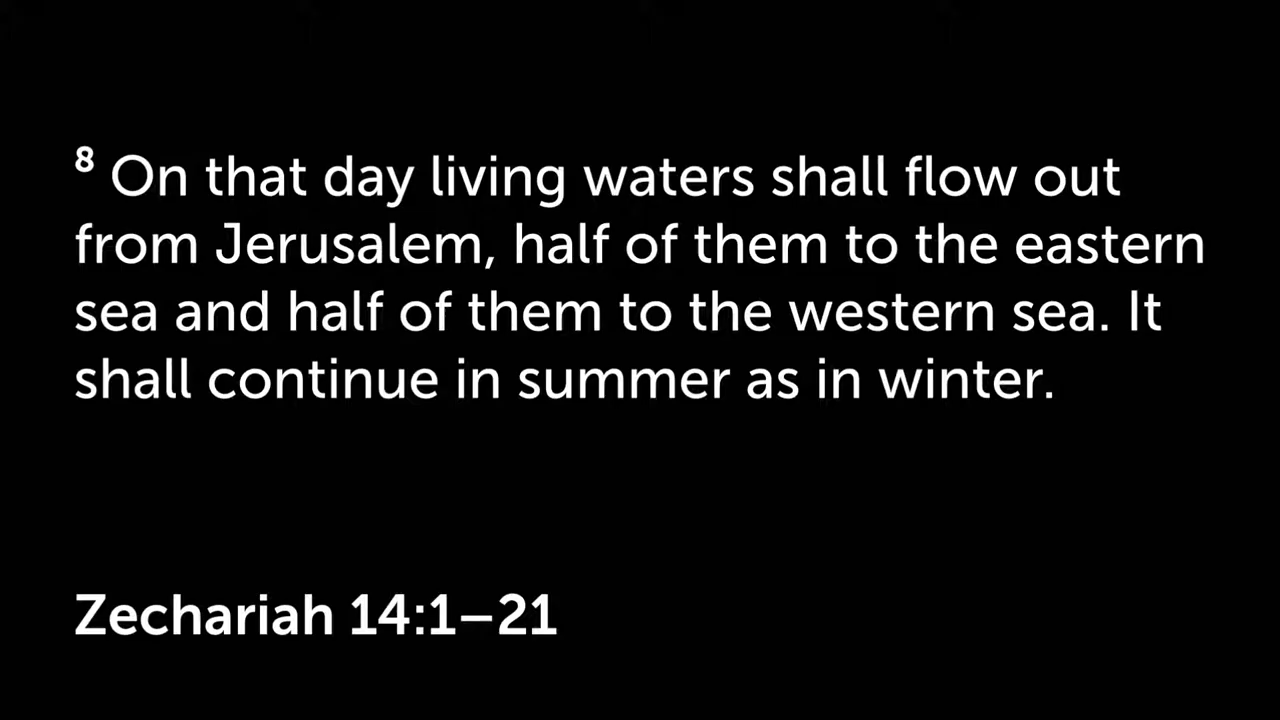 8 On that day living waters shall flow out
from Jerusalem, half of them to the eastern
sea and half of them to the western sea. It
shall continue in summer as in winter.
Zechariah 14:1–21